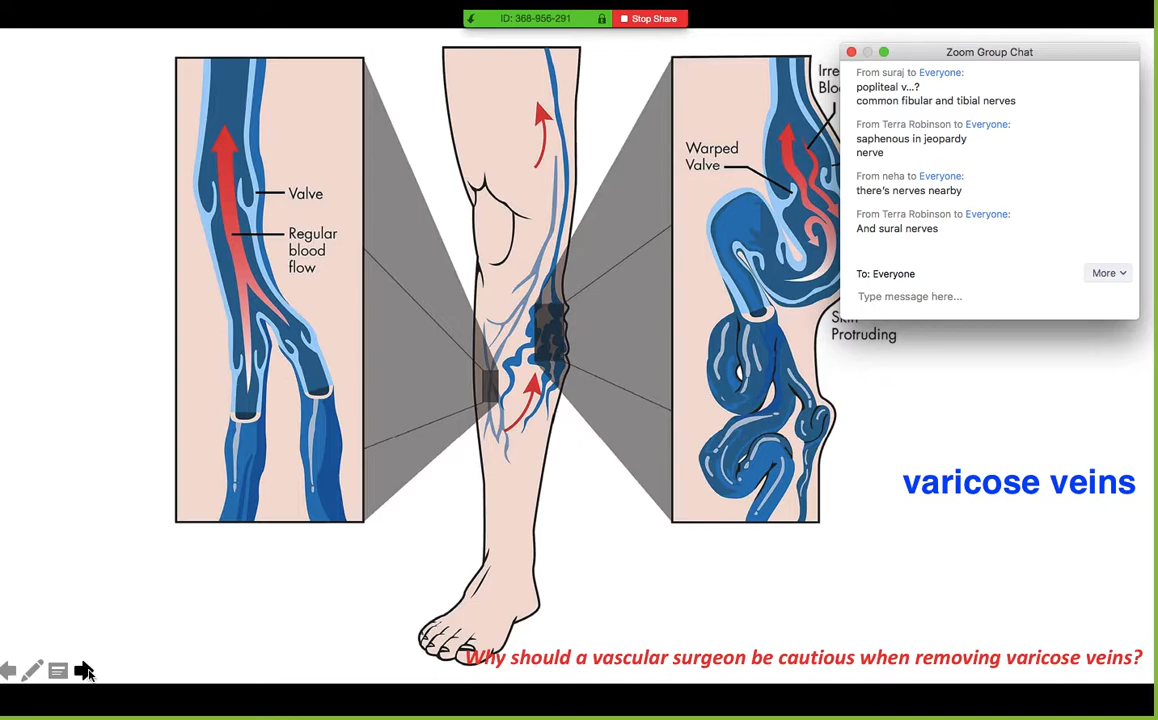 ID: 368-956-291
Stop Share
Valve
Regular
blood
flow
Warped
Valve
Zoom Group Chat
From suraj to Everyone:
popliteal v...?
common fibular and tibial nerves
From Terra Robinson to Everyone:
saphenous in jeopardy
nerve
From neha to Everyone:
there's nerves nearby
From Terra Robinson to Everyone:
And sural nerves
To: Everyone
More
Type message here...
Protruding
varicose veins
Why should a vascular surgeon be cautious when removing varicose veins?